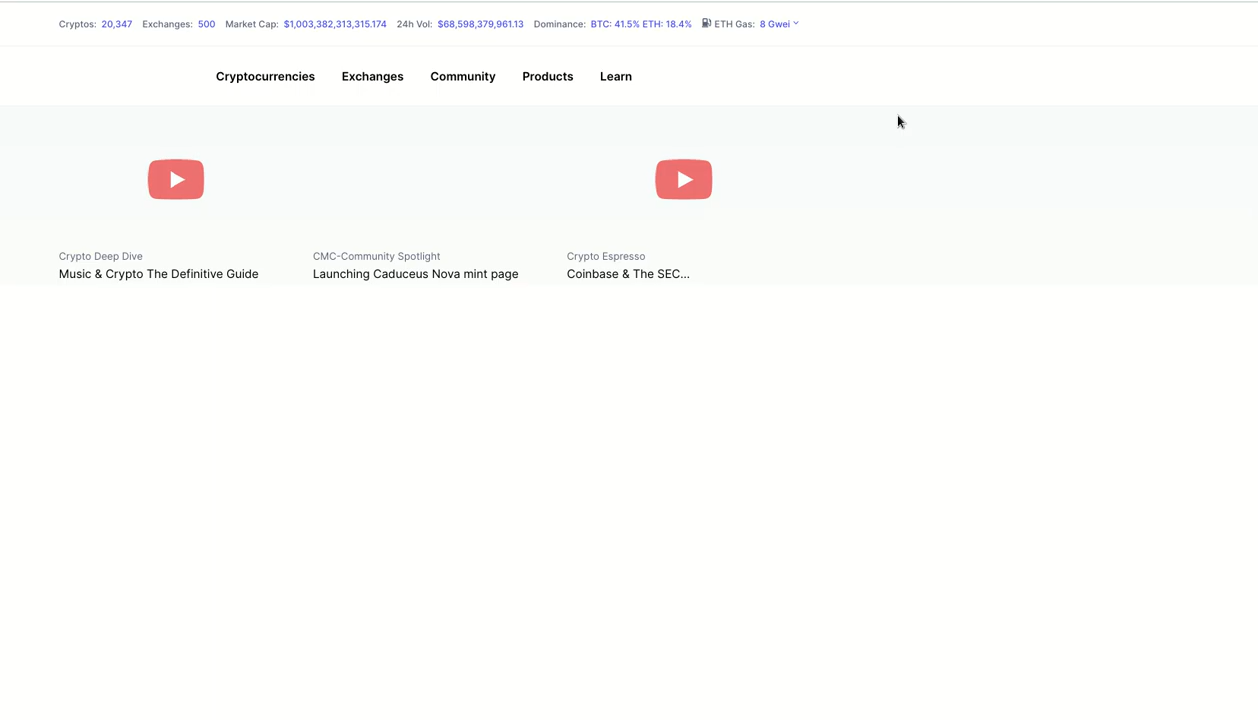 Cryptos: 20,347 Exchanges: 500 Market Cap: $1,003,382,313,315.174 24h Vol: $68,598,379,961.13 Dominance: BTC: 41.5% ETH: 18.4% ETH Gas: 8 Gwei
Cryptocurrencies Exchanges Community Products Learn
Crypto Deep Dive CMC-Community Spotlight Crypto Espresso
Music & Crypto The Definitive Guide Launching Caduceus Nova mint page Coinbase & The SEC...